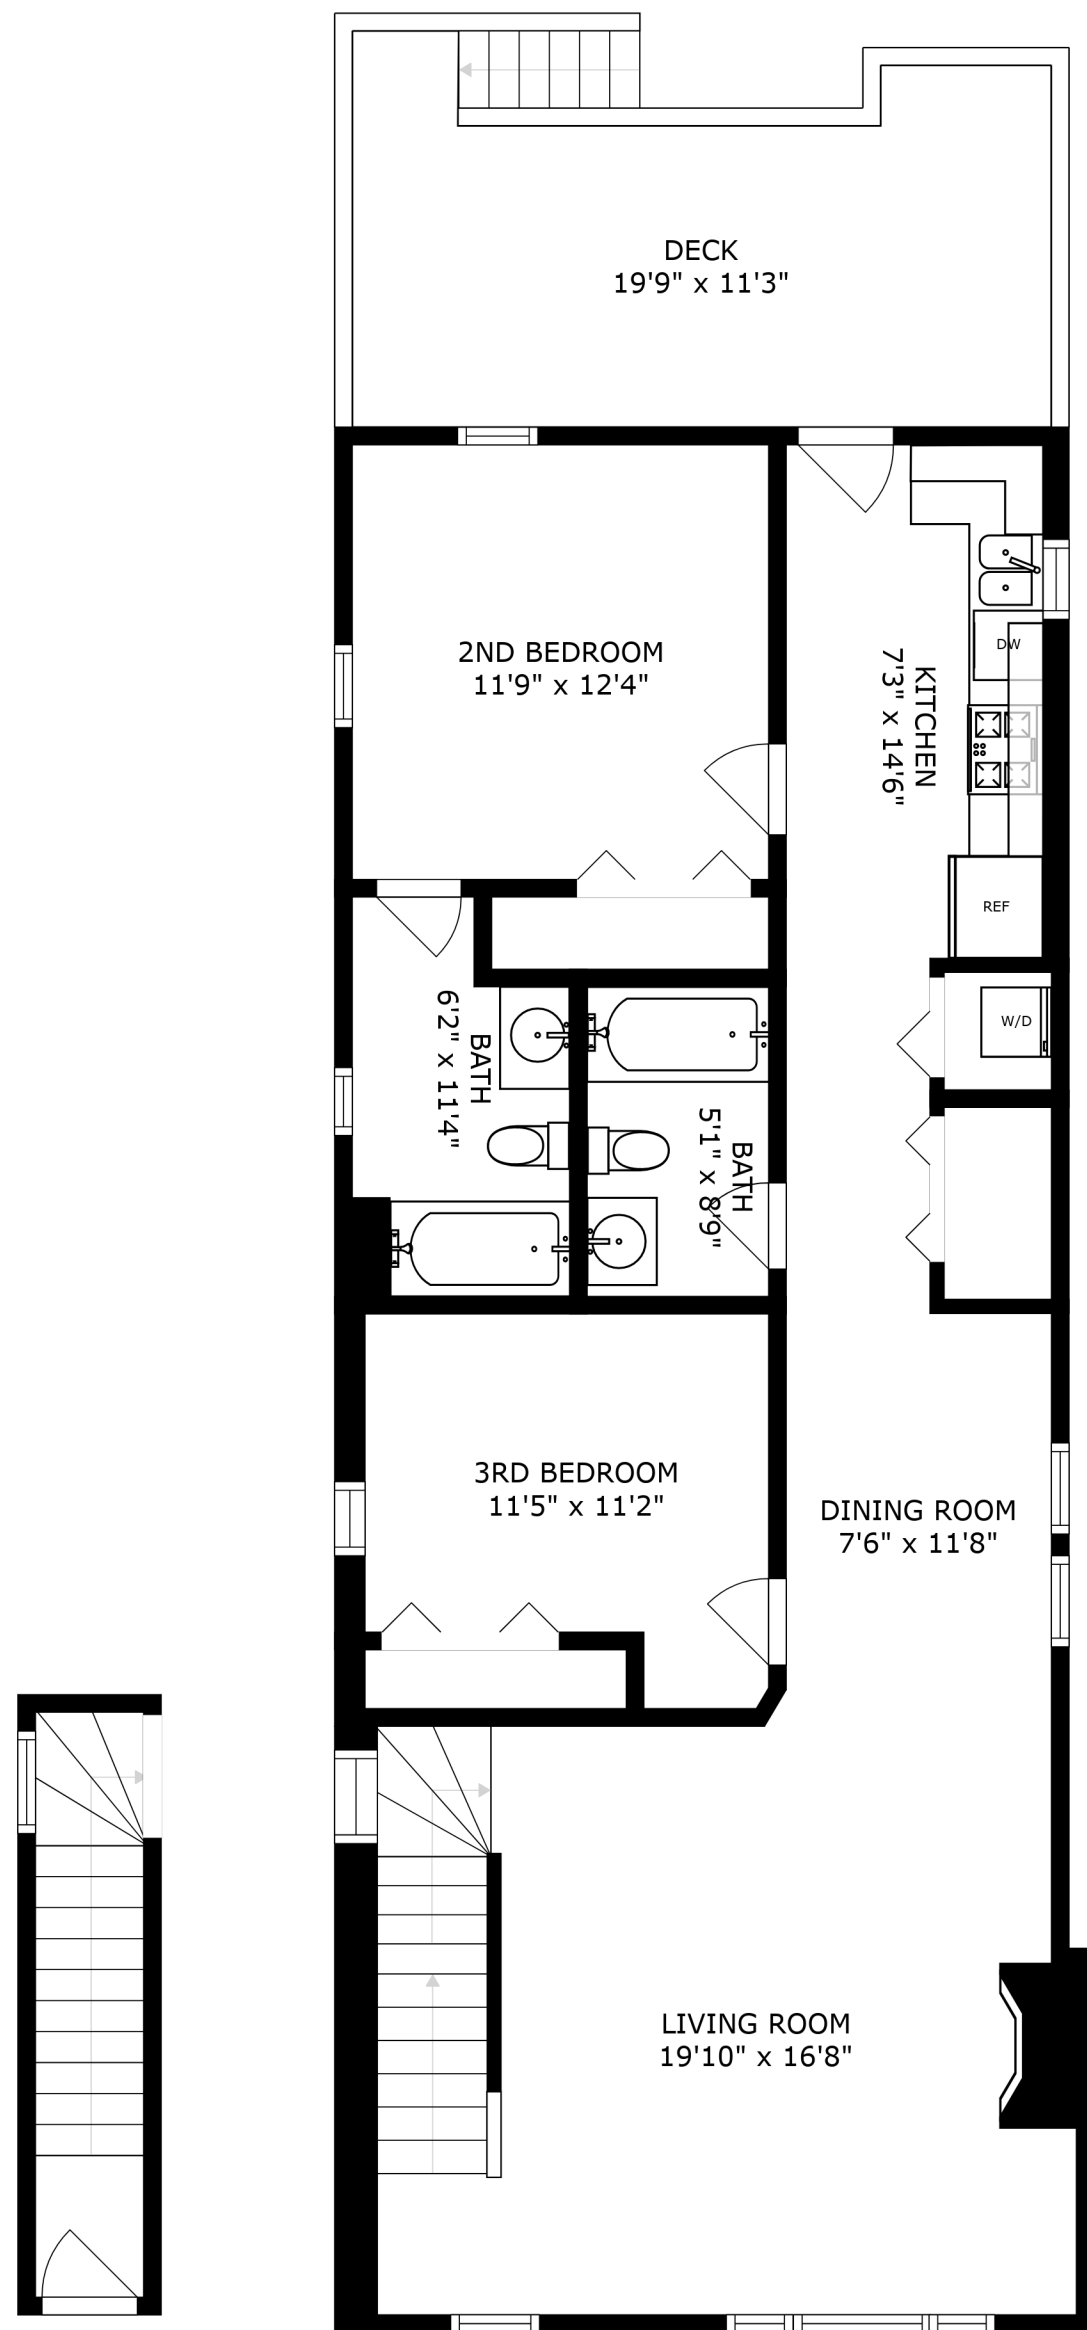 DECK
19'9" x 11'3"
2ND BEDROOM
11'9" x 12'4"
DW
KITCHEN
7'3" x 14'6"
REF
W/D
BATH
6'2" x 11'4"
BATH
5'1" x 8'9"
3RD BEDROOM
11'5" x 11'2"
DINING ROOM
7'6" x 11'8"
LIVING ROOM
19'10" x 16'8"